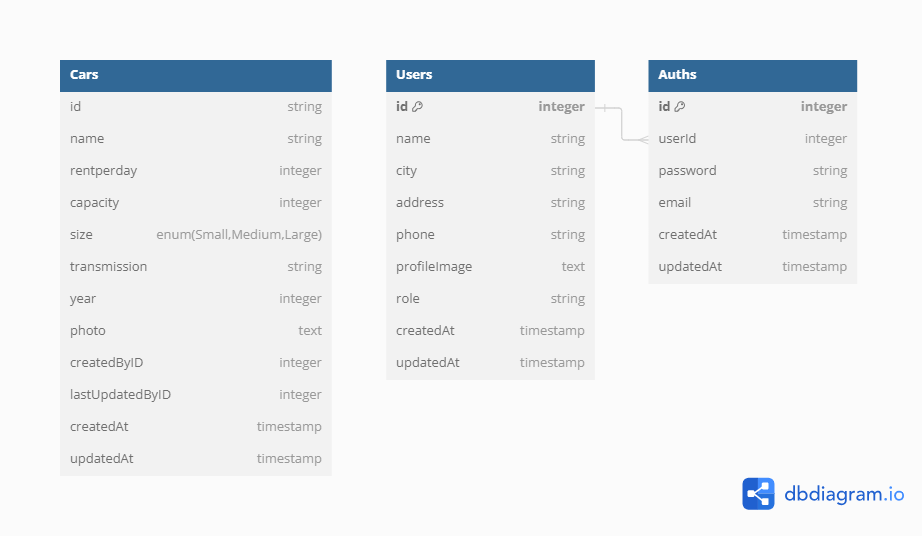 Cars
id string
name string
rentperday integer
capacity integer
size enum(Small,Medium,Large)
transmission string
year integer
photo text
createdByID integer
lastUpdatedByID integer
createdAt timestamp
updatedAt timestamp
Users
id integer
name string
city string
address string
phone string
profileImage text
role string
createdAt timestamp
updatedAt timestamp
Auths
id integer
userId integer
password string
email string
createdAt timestamp
updatedAt timestamp
dbdiagram.io